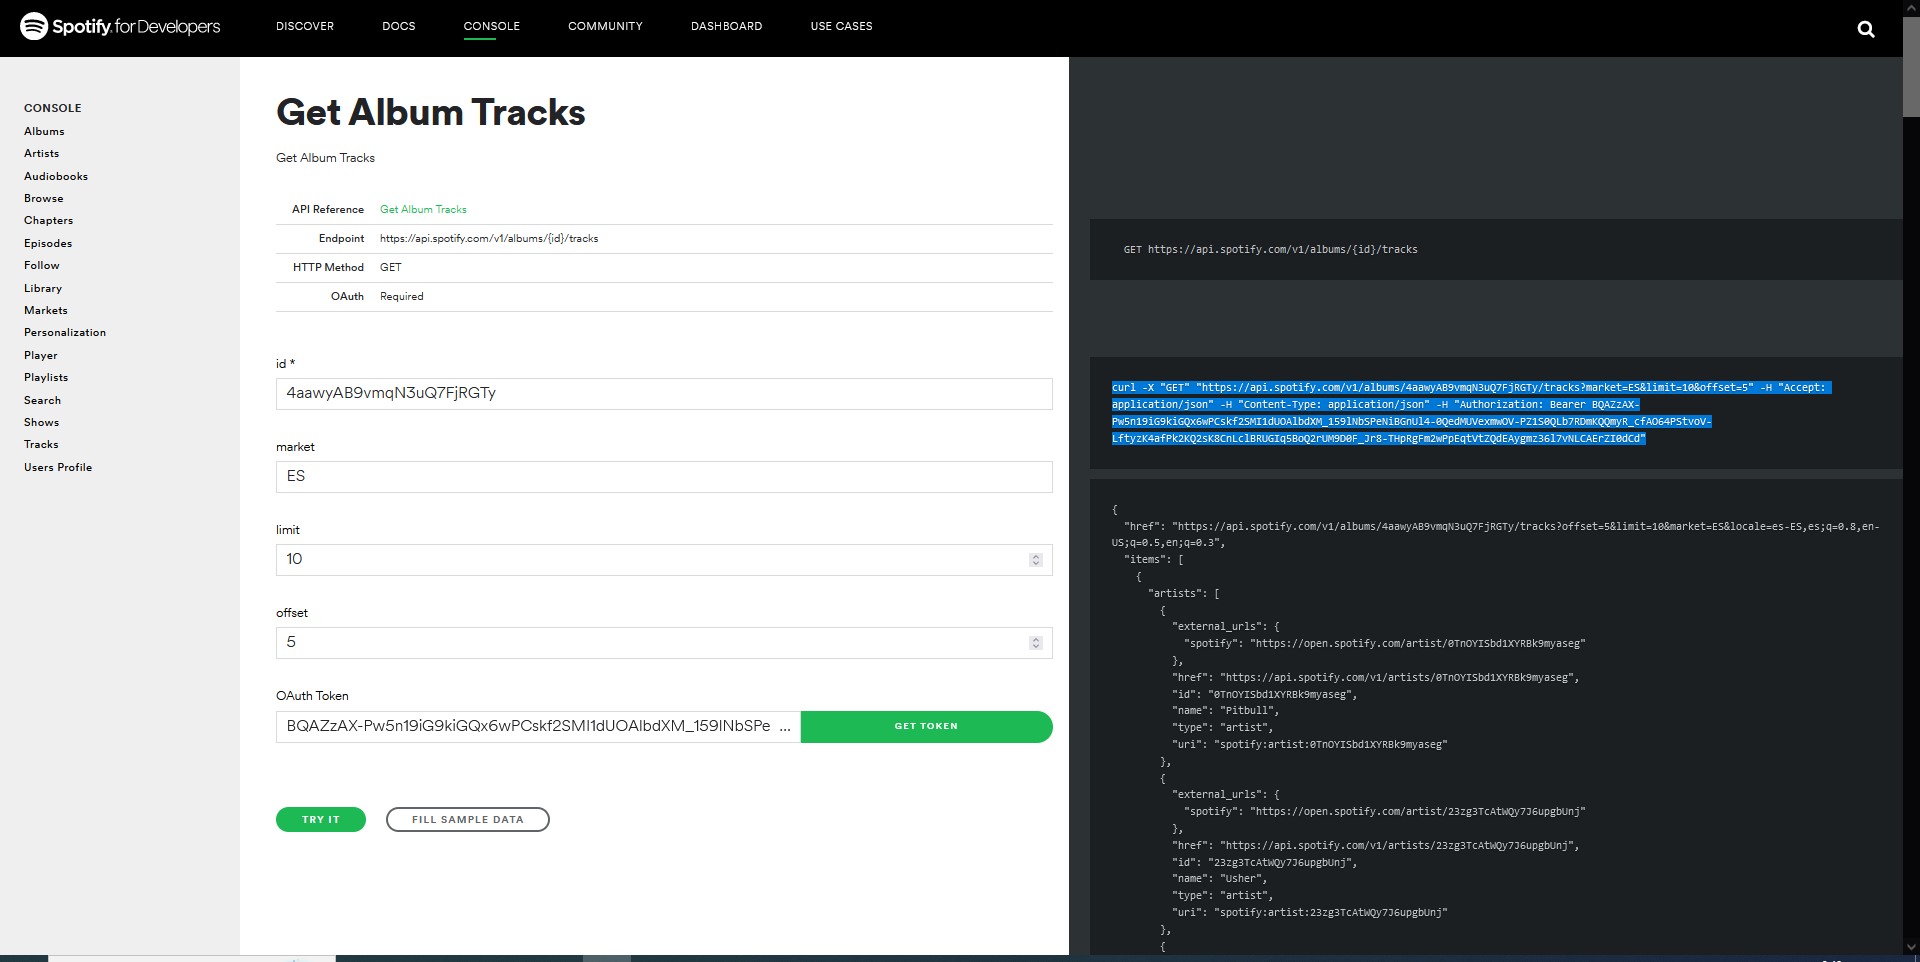 Spotify for Developers
DISCOVER DOCS CONSOLE COMMUNITY DASHBOARD USE CASES
CONSOLE
Albums
Artists
Audiobooks
Browse
Chapters
Episodes
Follow
Library
Markets
Personalization
Player
Playlists
Search
Shows
Tracks
Users Profile
Get Album Tracks
Get Album Tracks
API Reference Get Album Tracks
Endpoint https://api.spotify.com/v1/albums/{id}/tracks
HTTP Method GET
OAuth Required
id *
4aawyAB9vmqN3uQ7FjRGTy
market
ES
limit
10
offset
5
OAuth Token
BQAZzAX-Pw5n19iG9kiGQx6wPCskf2SMI1dUOAlbdXM_159lNbSPe ...
GET TOKEN
TRY IT FILL SAMPLE DATA
GET https://api.spotify.com/v1/albums/{id}/tracks
curl -X "GET" "https://api.spotify.com/v1/albums/4aawyAB9vmqN3uQ7FjRGTy/tracks?market=ES&limit=10&offset=5" -H "Accept:
application/json" -H "Content-Type: application/json" -H "Authorization: Bearer BQAZzAX-
Pw5n19iG9kiGQx6wPCskf2SMI1dUOAlbdXM_159lNbSPeNiBGnUl4-0QedMUVexmwOV-PZ1S0QLb7RDmKQQmyR_cfAO64PStvoV-
LftyzK4afPk2KQ2sK8CnLclBRUGIq5BoQ2rUM9D0F_Jr8-THpRgFm2wPpEqtVtZQdEAygmz36l7vNLCAErZI0dCd"
{
"href": "https://api.spotify.com/v1/albums/4aawyAB9vmqN3uQ7FjRGTy/tracks?offset=5&limit=10&market=ES&locale=es-ES,es;q=0.8,en-
US;q=0.5,en;q=0.3",
"items": [
{
"artists": [
{
"external_urls": {
"spotify": "https://open.spotify.com/artist/0TnOYISbd1XYRBk9myaseg"
},
"href": "https://api.spotify.com/v1/artists/0TnOYISbd1XYRBk9myaseg",
"id": "0TnOYISbd1XYRBk9myaseg",
"name": "Pitbull",
"type": "artist",
"uri": "spotify:artist:0TnOYISbd1XYRBk9myaseg"
},
{
"external_urls": {
"spotify": "https://open.spotify.com/artist/23zg3TcAtWQy7J6upgbUnj"
},
"href": "https://api.spotify.com/v1/artists/23zg3TcAtWQy7J6upgbUnj",
"id": "23zg3TcAtWQy7J6upgbUnj",
"name": "Usher",
"type": "artist",
"uri": "spotify:artist:23zg3TcAtWQy7J6upgbUnj"
},
{